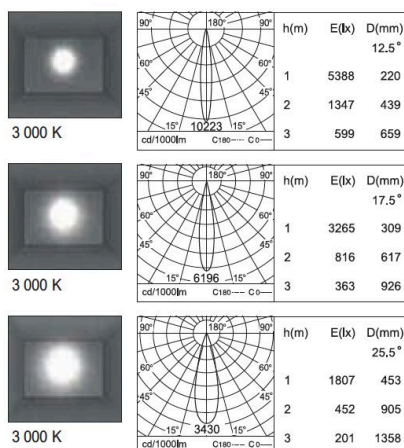 90° 180° 90°
60° 60°
45° 45°
15° 10223 15°
cd/1000lm C180---- C0—
h(m) E(lx) D(mm)
12.5°
1 5388 220
2 1347 439
3 599 659
3 000 K
90° 180° 90°
60° 60°
45° 45°
15° 6196 15°
cd/1000lm C180---- C0—
h(m) E(lx) D(mm)
17.5°
1 3265 309
2 816 617
3 363 926
3 000 K
90° 180° 90°
60° 60°
45° 45°
15° 3430 15°
cd/1000lm C180---- C0—
h(m) E(lx) D(mm)
25.5°
1 1807 453
2 452 905
3 201 1358
3 000 K